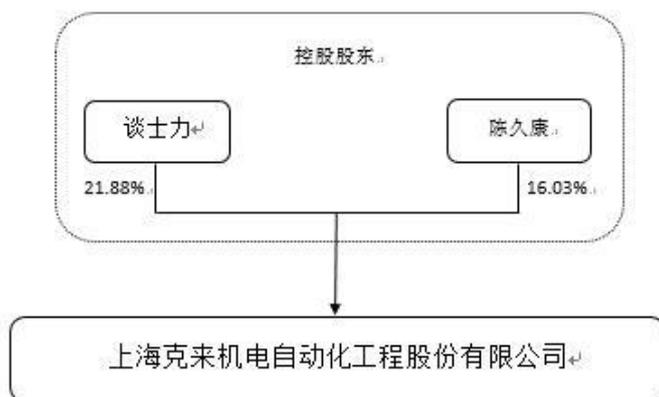 控股股东
谈士力
陈久康
21.88%
16.03%
上海克来机电自动化工程股份有限公司